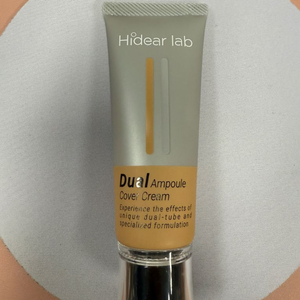 Hidear lab
Dual Ampoule
Cover Cream
Experience the effects of
unique dual-tube and
specialized formulation